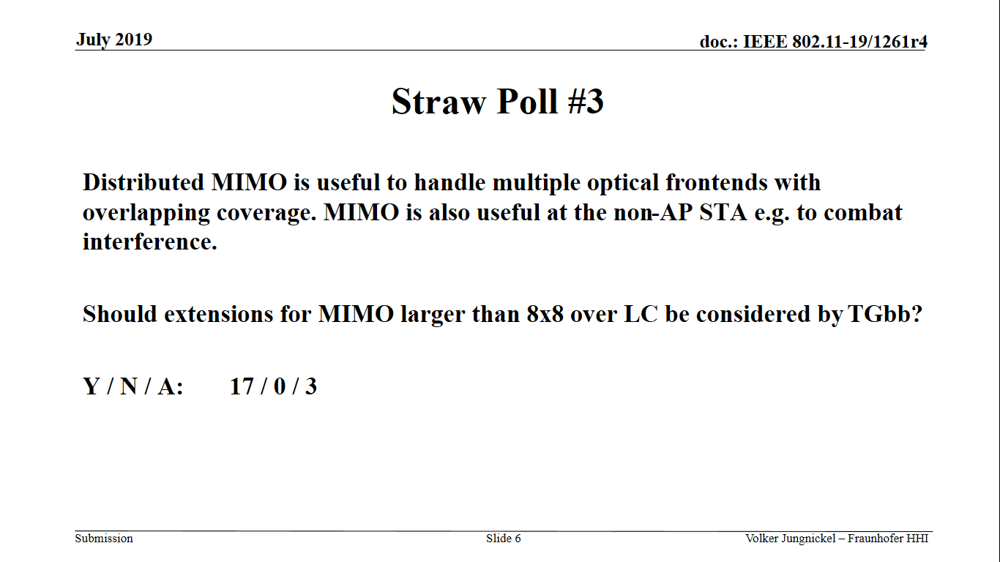 July 2019
doc.: IEEE 802.11-19/1261r4
Straw Poll #3
Distributed MIMO is useful to handle multiple optical frontends with
overlapping coverage. MIMO is also useful at the non-AP STA e.g. to combat
interference.
Should extensions for MIMO larger than 8x8 over LC be considered by TGbb?
Y / N / A: 17 / 0 / 3
Submission
Slide 6
Volker Jungnickel – Fraunhofer HHI